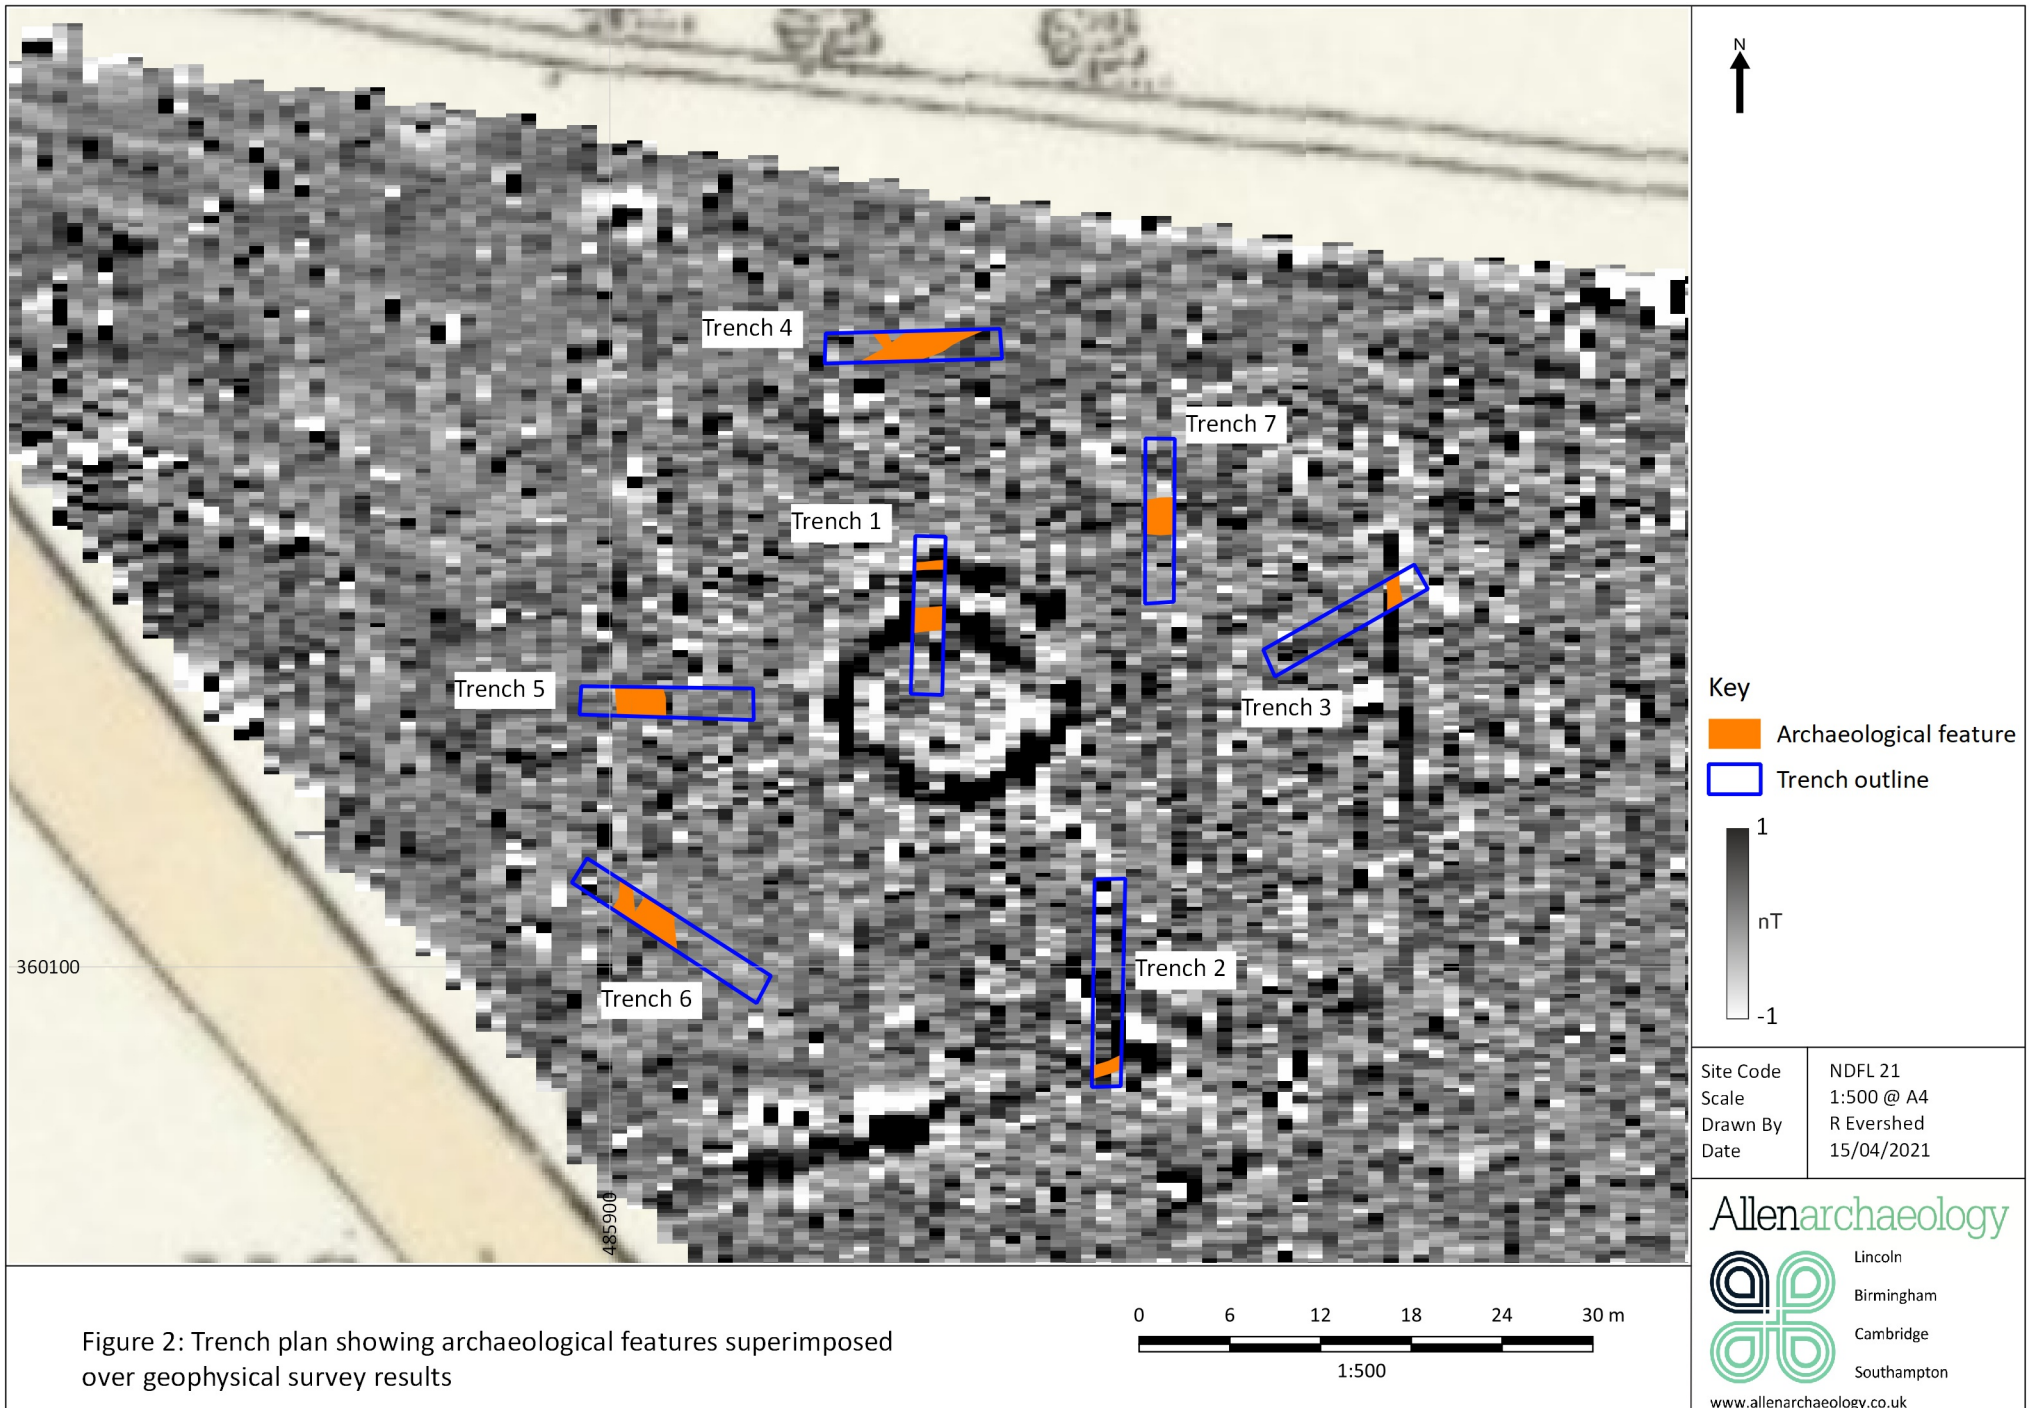 N
Trench 4
Trench 7
Trench 1
Trench 5
Trench 3
Trench 2
Trench 6
360100
485900
Key
Archaeological feature
Trench outline
1
nT
-1
Site Code NDFL 21
Scale 1:500 @ A4
Drawn By R Evershed
Date 15/04/2021
Allenarchaeology
Lincoln
Birmingham
Cambridge
Southampton
www.allenarchaeology.co.uk
0 6 12 18 24 30 m
1:500
Figure 2: Trench plan showing archaeological features superimposed
over geophysical survey results